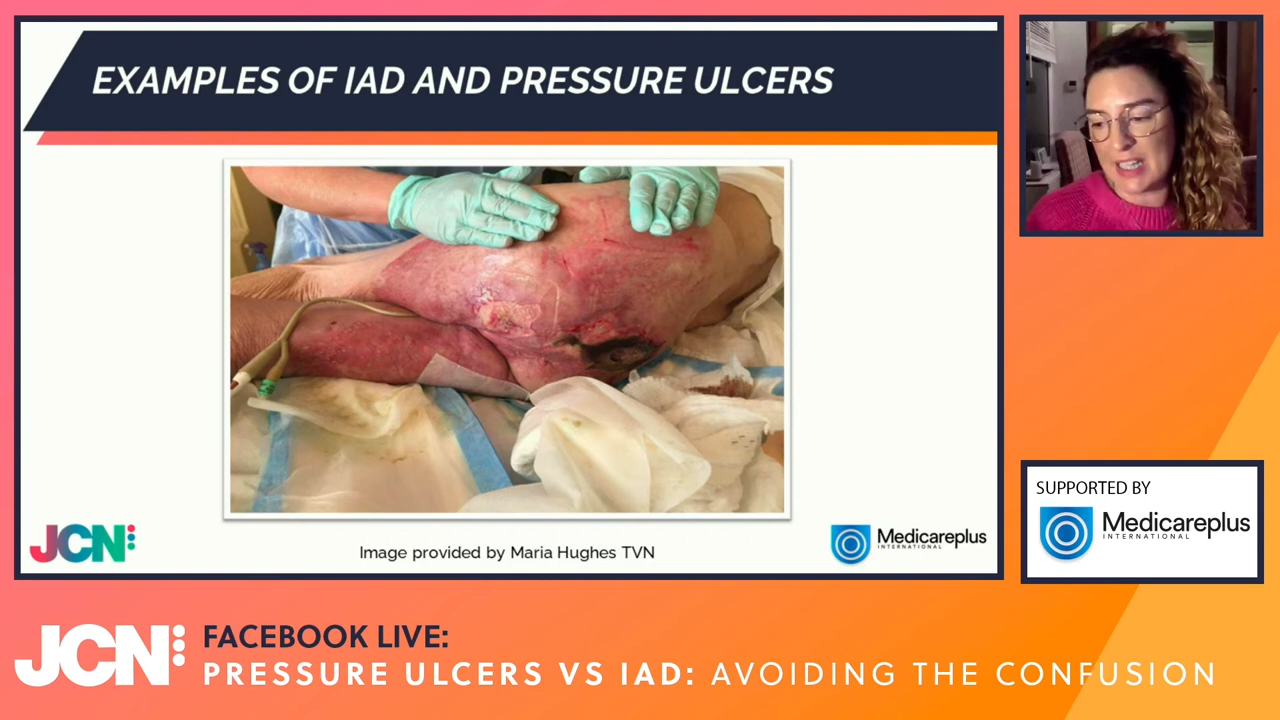 EXAMPLES OF IAD AND PRESSURE ULCERS
JCN
Image provided by Maria Hughes TVN
Medicareplus
INTERNATIONAL
SUPPORTED BY
Medicareplus
INTERNATIONAL
JCN
FACEBOOK LIVE:
PRESSURE ULCERS VS IAD: AVOIDING THE CONFUSION